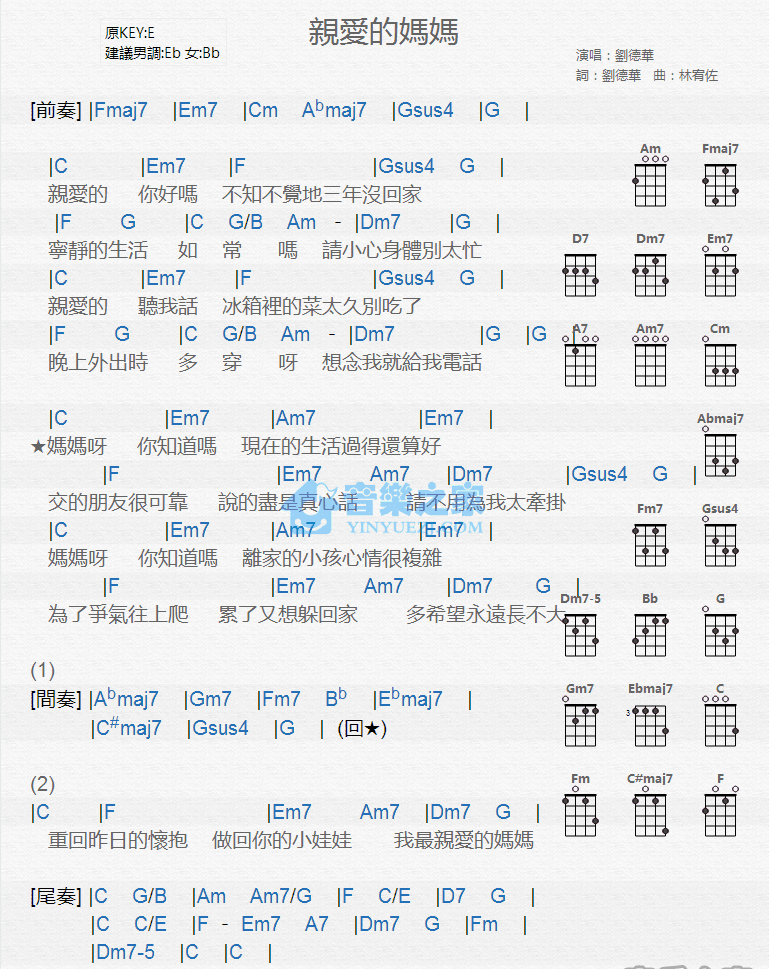 親愛的媽媽
原KEY:E
建議男調:Eb 女:Bb
演唱：劉德華
詞：劉德華 曲：林宥佐
[前奏] |Fmaj7 |Em7 |Cm Abmaj7 |Gsus4 |G |
|C |Em7 |F |Gsus4 G |
親愛的 你好嗎 不知不覺地三年沒回家
|F G |C G/B Am - |Dm7 |G |
寧靜的生活 如 常 嗎 請小心身體別太忙
|C |Em7 |F |Gsus4 G |
親愛的 聽我話 冰箱裡的菜太久別吃了
|F G |C G/B Am - |Dm7 |G |G |
晚上外出時 多 穿 呀 想念我就給我電話
|C |Em7 |Am7 |Em7 |
★媽媽呀 你知道嗎 現在的生活過得還算好
|F |Em7 Am7 |Dm7 |Gsus4 G |
交的朋友很可靠 說的盡是真心話 請不用為我太牽掛
|C |Em7 |Am7 |Em7 |
媽媽呀 你知道嗎 離家的小孩心情很複雜
|F |Em7 Am7 |Dm7 G |
為了爭氣往上爬 累了又想躲回家 多希望永遠長不大
(1)
[間奏] |Abmaj7 |Gm7 |Fm7 Bb |Ebmaj7 |
|C#maj7 |Gsus4 |G | (回★)
(2)
|C |F |Em7 Am7 |Dm7 G |
重回昨日的懷抱 做回你的小娃娃 我最親愛的媽媽
[尾奏] |C G/B |Am Am7/G |F C/E |D7 G |
|C C/E |F - Em7 A7 |Dm7 G |Fm |
|Dm7-5 |C |C |
Am Fmaj7
D7 Dm7 Em7
A7 Am7 Cm
Abmaj7
Fm7 Gsus4
Dm7-5 Bb G
Gm7 Ebmaj7 C
3
Fm C#maj7 F
音樂之家
YINYUEZJ.COM